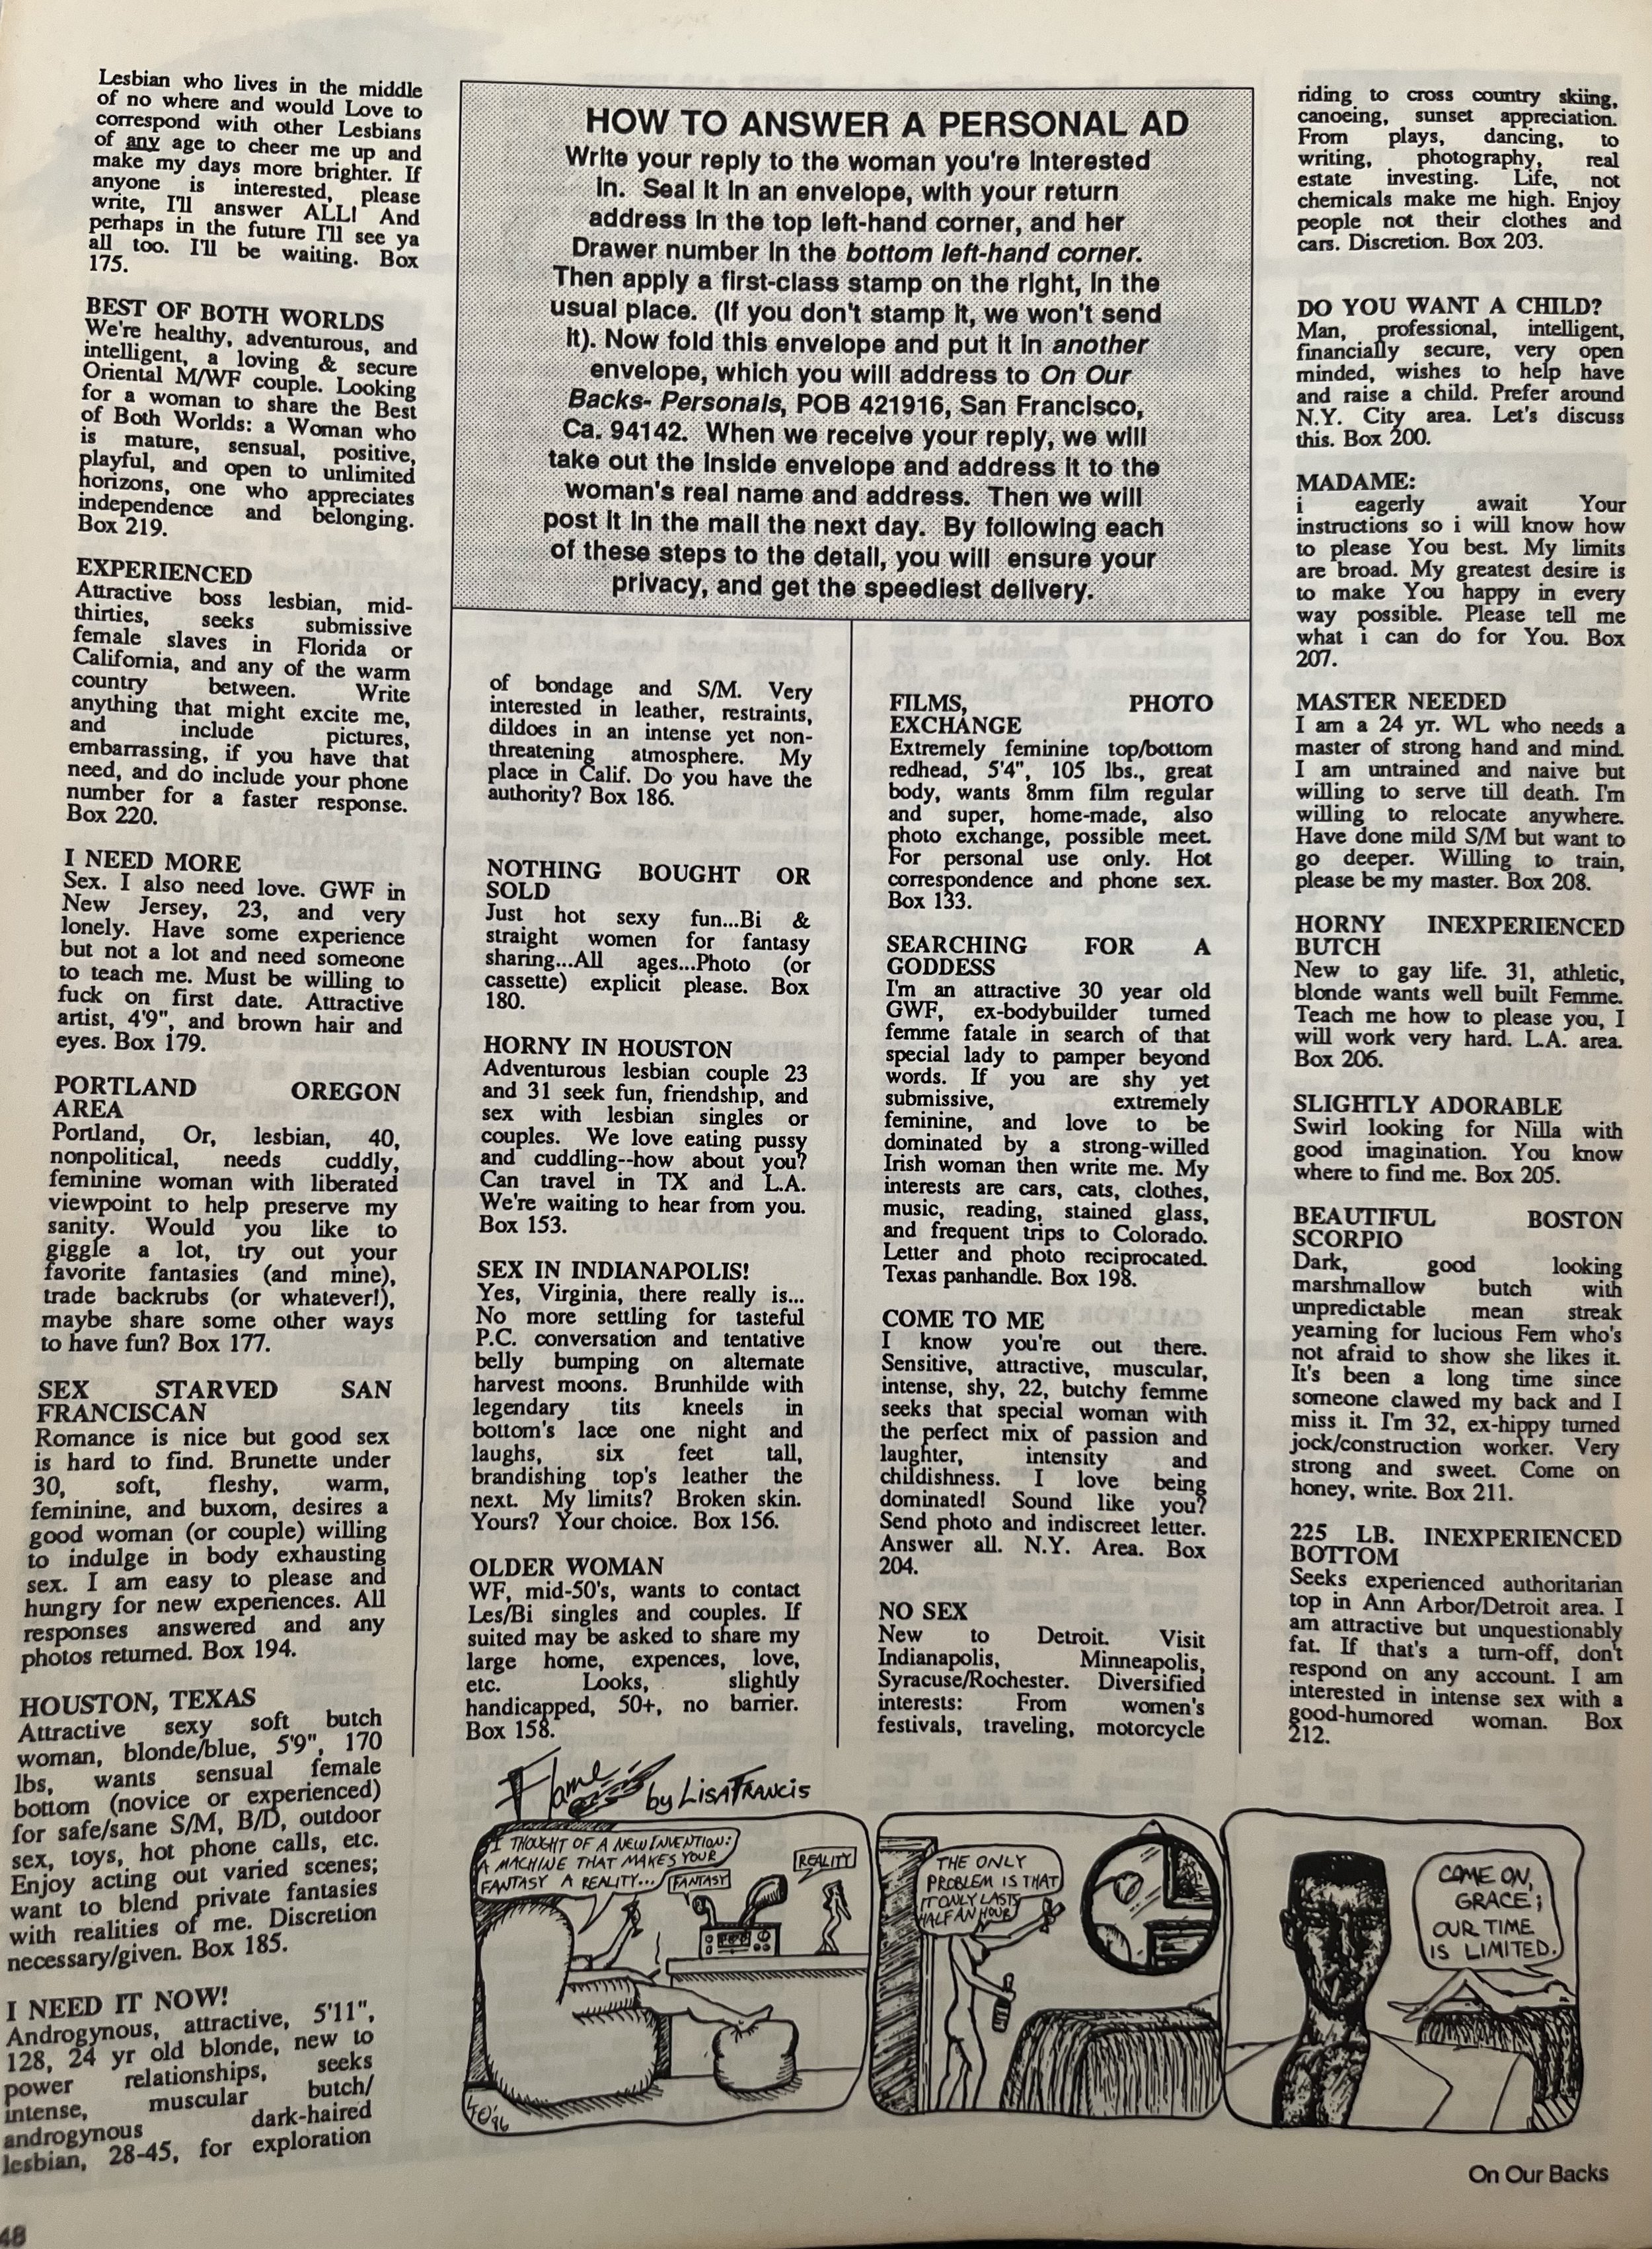 Lesbian who lives in the middle
of no where and would Love to
correspond with other Lesbians
of any age to cheer me up and
make my days more brighter. If
anyone is interested, please
write, I'll answer ALL! And
perhaps in the future I'll see ya
all too. I'll be waiting. Box
175.
BEST OF BOTH WORLDS
We're healthy, adventurous, and
intelligent, a loving & secure
Oriental M/WF couple. Looking
for a woman to share the Best
of Both Worlds: a Woman who
is mature, sensual, positive,
playful, and open to unlimited
horizons, one who appreciates
independence and belonging.
Box 219.
EXPERIENCED
Attractive boss lesbian, mid-
thirties, seeks submissive
female slaves in Florida or
California, and any of the warm
country between. Write
anything that might excite me,
and include pictures,
embarrassing, if you have that
need, and do include your phone
number for a faster response.
Box 220.
I NEED MORE
Sex. I also need love. GWF in
New Jersey, 23, and very
lonely. Have some experience
but not a lot and need someone
to teach me. Must be willing to
fuck on first date. Attractive
artist, 4'9", and brown hair and
eyes. Box 179.
PORTLAND OREGON
AREA
Portland, Or, lesbian, 40,
nonpolitical, needs cuddly,
feminine woman with liberated
viewpoint to help preserve my
sanity. Would you like to
giggle a lot, try out your
favorite fantasies (and mine),
trade backrubs (or whatever!),
maybe share some other ways
to have fun? Box 177.
SEX STARVED SAN
FRANCISCAN
Romance is nice but good sex
is hard to find. Brunette under
30, soft, fleshy, warm,
feminine, and buxom, desires a
good woman (or couple) willing
to indulge in body exhausting
sex. I am easy to please and
hungry for new experiences. All
responses answered and any
photos returned. Box 194.
HOUSTON, TEXAS
Attractive sexy soft butch
woman, blonde/blue, 5'9", 170
lbs, wants sensual female
bottom (novice or experienced)
for safe/sane S/M, B/D, outdoor
sex, toys, hot phone calls, etc.
Enjoy acting out varied scenes;
want to blend private fantasies
with realities of me. Discretion
necessary/given. Box 185.
I NEED IT NOW!
Androgynous, attractive, 5'11",
128, 24 yr old blonde, new to
power relationships, seeks
intense, muscular butch/
androgynous dark-haired
lesbian, 28-45, for exploration
HOW TO ANSWER A PERSONAL AD
Write your reply to the woman you're interested
in. Seal it in an envelope, with your return
address in the top left-hand corner, and her
Drawer number in the bottom left-hand corner.
Then apply a first-class stamp on the right, in the
usual place. (If you don't stamp it, we won't send
it). Now fold this envelope and put it in another
envelope, which you will address to On Our
Backs- Personals, POB 421916, San Francisco,
Ca. 94142. When we receive your reply, we will
take out the inside envelope and address it to the
woman's real name and address. Then we will
post it in the mail the next day. By following each
of these steps to the detail, you will ensure your
privacy, and get the speediest delivery.
of bondage and S/M. Very
interested in leather, restraints,
dildoes in an intense yet non-
threatening atmosphere. My
place in Calif. Do you have the
authority? Box 186.
NOTHING BOUGHT OR
SOLD
Just hot sexy fun...Bi &
straight women for fantasy
sharing...All ages...Photo (or
cassette) explicit please. Box
180.
HORNY IN HOUSTON
Adventurous lesbian couple 23
and 31 seek fun, friendship, and
sex with lesbian singles or
couples. We love eating pussy
and cuddling--how about you?
Can travel in TX and L.A.
We're waiting to hear from you.
Box 153.
SEX IN INDIANAPOLIS!
Yes, Virginia, there really is...
No more settling for tasteful
P.C. conversation and tentative
belly bumping on alternate
harvest moons. Brunhilde with
legendary tits kneels in
bottom's lace one night and
laughs, six feet tall,
brandishing top's leather the
next. My limits? Broken skin.
Yours? Your choice. Box 156.
OLDER WOMAN
WF, mid-50's, wants to contact
Les/Bi singles and couples. If
suited may be asked to share my
large home, expences, love,
etc. Looks, slightly
handicapped, 50+, no barrier.
Box 158.
FILMS, PHOTO
EXCHANGE
Extremely feminine top/bottom
redhead, 5'4", 105 lbs., great
body, wants 8mm film regular
and super, home-made, also
photo exchange, possible meet.
For personal use only. Hot
correspondence and phone sex.
Box 133.
SEARCHING FOR A
GODDESS
I'm an attractive 30 year old
GWF, ex-bodybuilder turned
femme fatale in search of that
special lady to pamper beyond
words. If you are shy yet
submissive, extremely
feminine, and love to be
dominated by a strong-willed
Irish woman then write me. My
interests are cars, cats, clothes,
music, reading, stained glass,
and frequent trips to Colorado.
Letter and photo reciprocated.
Texas panhandle. Box 198.
COME TO ME
I know you're out there.
Sensitive, attractive, muscular,
intense, shy, 22, butchy femme
seeks that special woman with
the perfect mix of passion and
laughter, intensity and
childishness. I love being
dominated! Sound like you?
Send photo and indiscreet letter.
Answer all. N.Y. Area. Box
204.
NO SEX
New to Detroit. Visit
Indianapolis, Minneapolis,
Syracuse/Rochester. Diversified
interests: From women's
festivals, traveling, motorcycle
riding to cross country skiing,
canoeing, sunset appreciation.
From plays, dancing, to
writing, photography, real
estate investing. Life, not
chemicals make me high. Enjoy
people not their clothes and
cars. Discretion. Box 203.
DO YOU WANT A CHILD?
Man, professional, intelligent,
financially secure, very open
minded, wishes to help have
and raise a child. Prefer around
N.Y. City area. Let's discuss
this. Box 200.
MADAME:
i eagerly await Your
instructions so i will know how
to please You best. My limits
are broad. My greatest desire is
to make You happy in every
way possible. Please tell me
what i can do for You. Box
207.
MASTER NEEDED
I am a 24 yr. WL who needs a
master of strong hand and mind.
I am untrained and naive but
willing to serve till death. I'm
willing to relocate anywhere.
Have done mild S/M but want to
go deeper. Willing to train,
please be my master. Box 208.
HORNY INEXPERIENCED
BUTCH
New to gay life. 31, athletic,
blonde wants well built Femme.
Teach me how to please you, I
will work very hard. L.A. area.
Box 206.
SLIGHTLY ADORABLE
Swirl looking for Nilla with
good imagination. You know
where to find me. Box 205.
BEAUTIFUL BOSTON
SCORPIO
Dark, good looking
marshmallow butch with
unpredictable mean streak
yearning for lucious Fem who's
not afraid to show she likes it.
It's been a long time since
someone clawed my back and I
miss it. I'm 32, ex-hippy turned
jock/construction worker. Very
strong and sweet. Come on
honey, write. Box 211.
225 LB. INEXPERIENCED
BOTTOM
Seeks experienced authoritarian
top in Ann Arbor/Detroit area. I
am attractive but unquestionably
fat. If that's a turn-off, don't
respond on any account. I am
interested in intense sex with a
good-humored woman. Box
212.
Flame by LISA FRANCIS
I THOUGHT OF A NEW INVENTION:
A MACHINE THAT MAKES YOUR
FANTASY A REALITY...
FANTASY
REALITY
THE ONLY
PROBLEM IS THAT
IT ONLY LASTS
HALF AN HOUR
COME ON,
GRACE;
OUR TIME
IS LIMITED.
On Our Backs
48